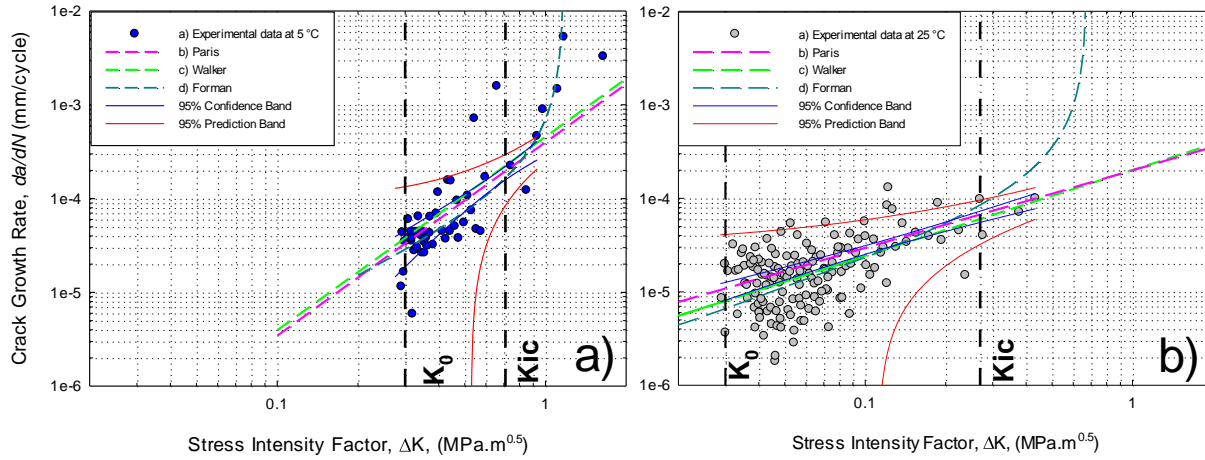 Crack Growth Rate, da/dN (mm/cycle)
1e-2
1e-3
1e-4
1e-5
1e-6
a) Experimental data at 5 °C
b) Paris
c) Walker
d) Forman
95% Confidence Band
95% Prediction Band
K0
Kic
a)
0.1
1
Stress Intensity Factor, ΔK, (MPa.m0.5)
1e-2
1e-3
1e-4
1e-5
1e-6
a) Experimental data at 25 °C
b) Paris
c) Walker
d) Forman
95% Confidence Band
95% Prediction Band
K0
Kic
b)
0.1
1
Stress Intensity Factor, ΔK, (MPa.m0.5)